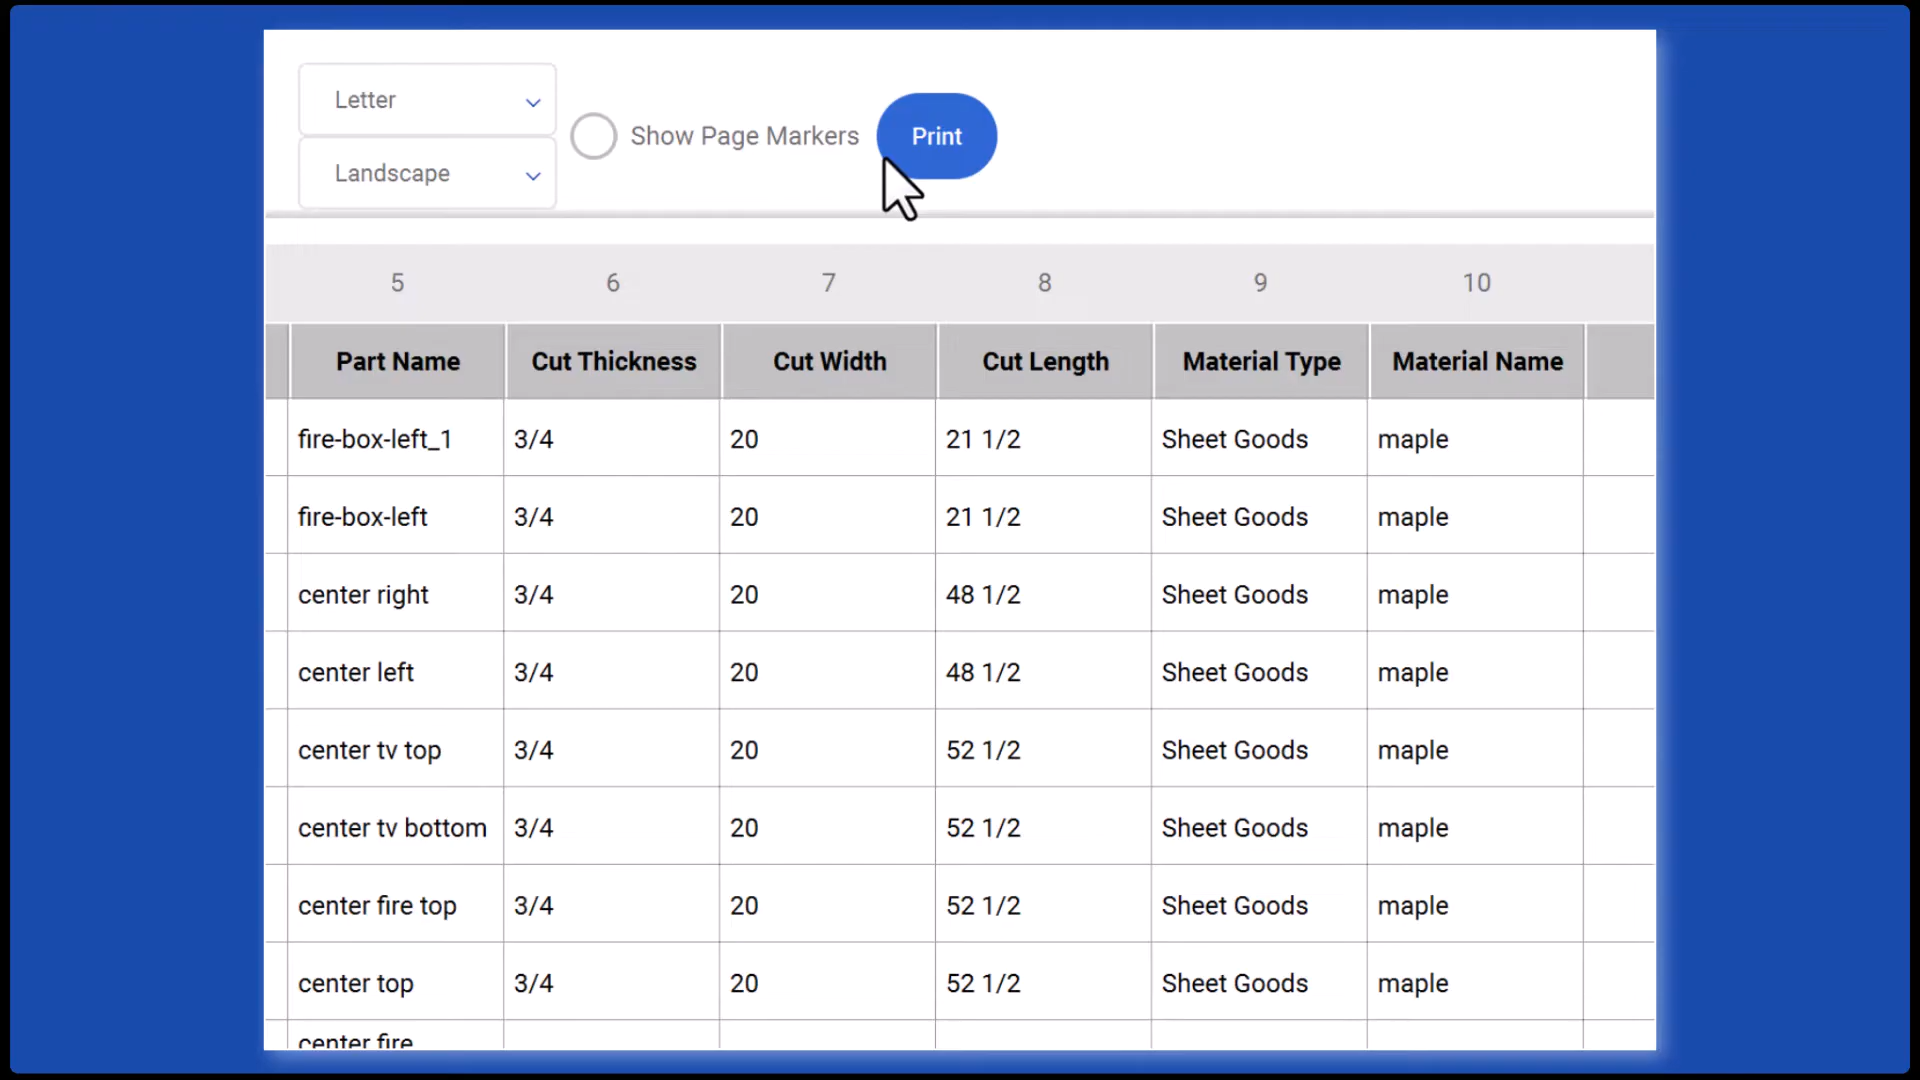 Letter
Landscape
Show Page Markers
Print
5 6 7 8 9 10
Part Name Cut Thickness Cut Width Cut Length Material Type Material Name
fire-box-left_1 3/4 20 21 1/2 Sheet Goods maple
fire-box-left 3/4 20 21 1/2 Sheet Goods maple
center right 3/4 20 48 1/2 Sheet Goods maple
center left 3/4 20 48 1/2 Sheet Goods maple
center tv top 3/4 20 52 1/2 Sheet Goods maple
center tv bottom 3/4 20 52 1/2 Sheet Goods maple
center fire top 3/4 20 52 1/2 Sheet Goods maple
center top 3/4 20 52 1/2 Sheet Goods maple
center fire